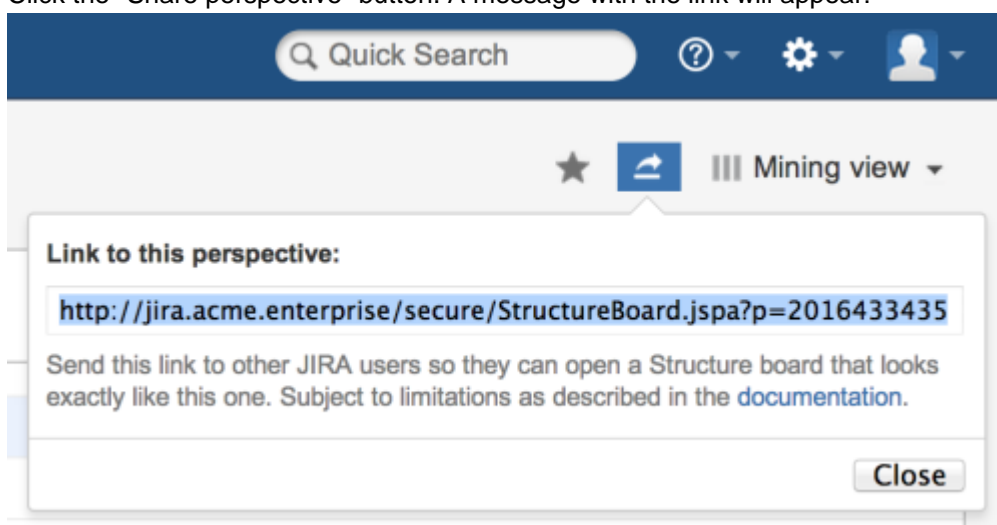 Click the "Share perspective" button. A message with the link will appear.
Quick Search
Mining view
Link to this perspective:
http://jira.acme.enterprise/secure/StructureBoard.jspa?p=2016433435
Send this link to other JIRA users so they can open a Structure board that looks
exactly like this one. Subject to limitations as described in the documentation.
Close